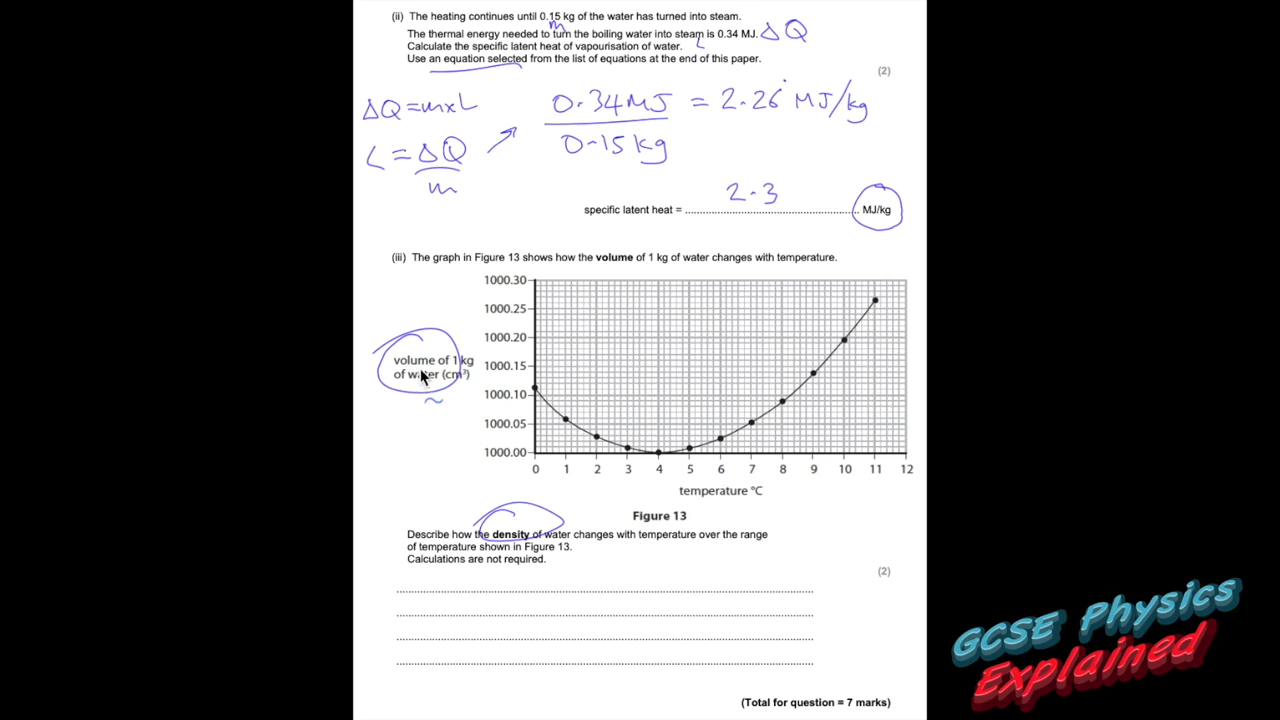 (ii) The heating continues until 0.15 kg of the water has turned into steam.
m
The thermal energy needed to turn the boiling water into steam is 0.34 MJ. ΔQ
Calculate the specific latent heat of vapourisation of water. L
Use an equation selected from the list of equations at the end of this paper.
(2)
ΔQ=m×L
0.34MJ = 2.26̇ MJ/kg
0.15kg
L = ΔQ
m
2.3
specific latent heat = ............................................................ MJ/kg
(iii) The graph in Figure 13 shows how the volume of 1 kg of water changes with temperature.
1000.30
1000.25
1000.20
1000.15
volume of 1 kg
of water (cm³)
1000.10
1000.05
1000.00
0 1 2 3 4 5 6 7 8 9 10 11 12
temperature °C
Figure 13
Describe how the density of water changes with temperature over the range
of temperature shown in Figure 13.
Calculations are not required.
(2)
(Total for question = 7 marks)
GCSE Physics
Explained